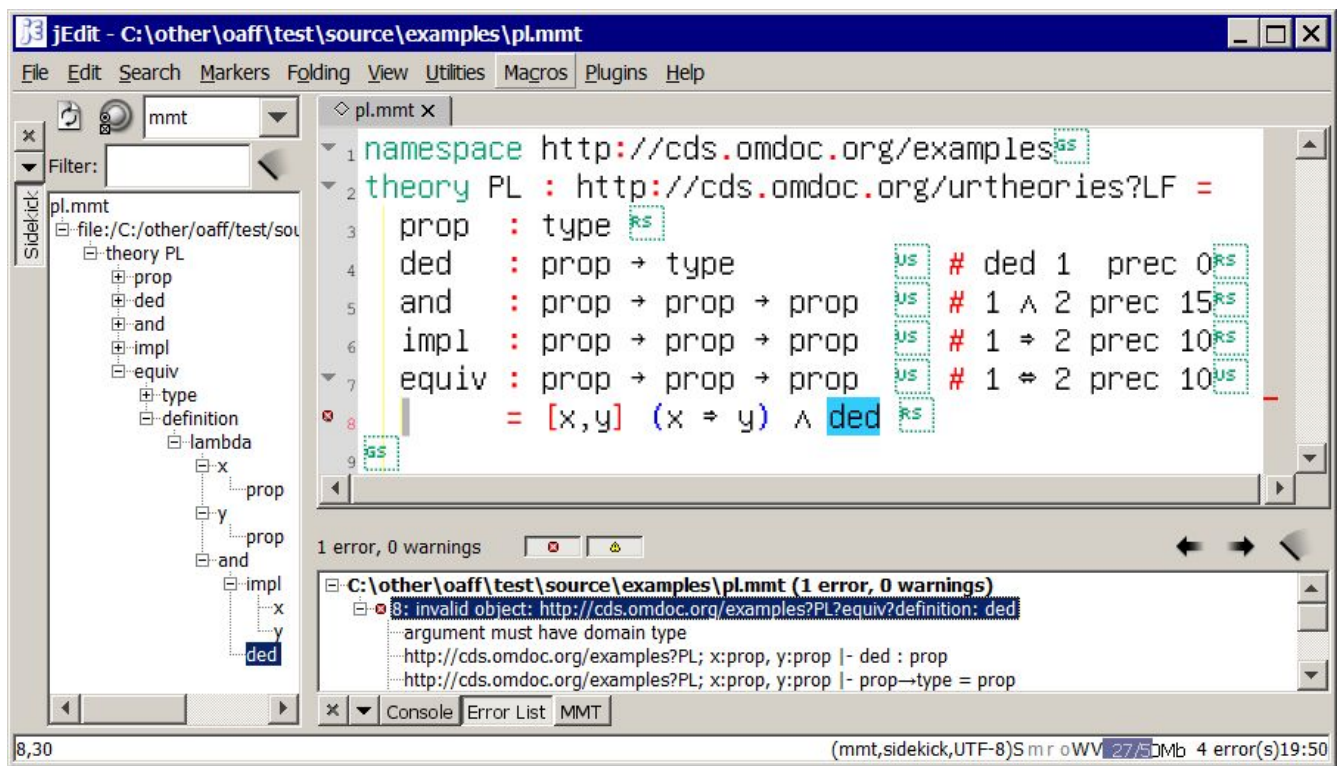 jEdit - C:\other\oaff\test\source\examples\pl.mmt
File Edit Search Markers Folding View Utilities Macros Plugins Help
mmt
Filter:
Sidekick
pl.mmt
file:/C:/other/oaff/test/sou
theory PL
prop
ded
and
impl
equiv
type
definition
lambda
x
prop
y
prop
and
impl
x
y
ded
pl.mmt
1 namespace http://cds.omdoc.org/examples GS
2 theory PL : http://cds.omdoc.org/urtheories?LF =
3 prop : type RS
4 ded : prop → type US # ded 1 prec 0 RS
5 and : prop → prop → prop US # 1 ∧ 2 prec 15 RS
6 impl : prop → prop → prop US # 1 ⇒ 2 prec 10 RS
7 equiv : prop → prop → prop US # 1 ⇔ 2 prec 10 US
8 = [x,y] (x ⇒ y) ∧ ded RS
9 GS
1 error, 0 warnings
C:\other\oaff\test\source\examples\pl.mmt (1 error, 0 warnings)
8: invalid object: http://cds.omdoc.org/examples?PL?equiv?definition: ded
argument must have domain type
http://cds.omdoc.org/examples?PL; x:prop, y:prop |- ded : prop
http://cds.omdoc.org/examples?PL; x:prop, y:prop |- prop→type = prop
Console Error List MMT
8,30
(mmt,sidekick,UTF-8)S m r o WV 27/50Mb 4 error(s)19:50